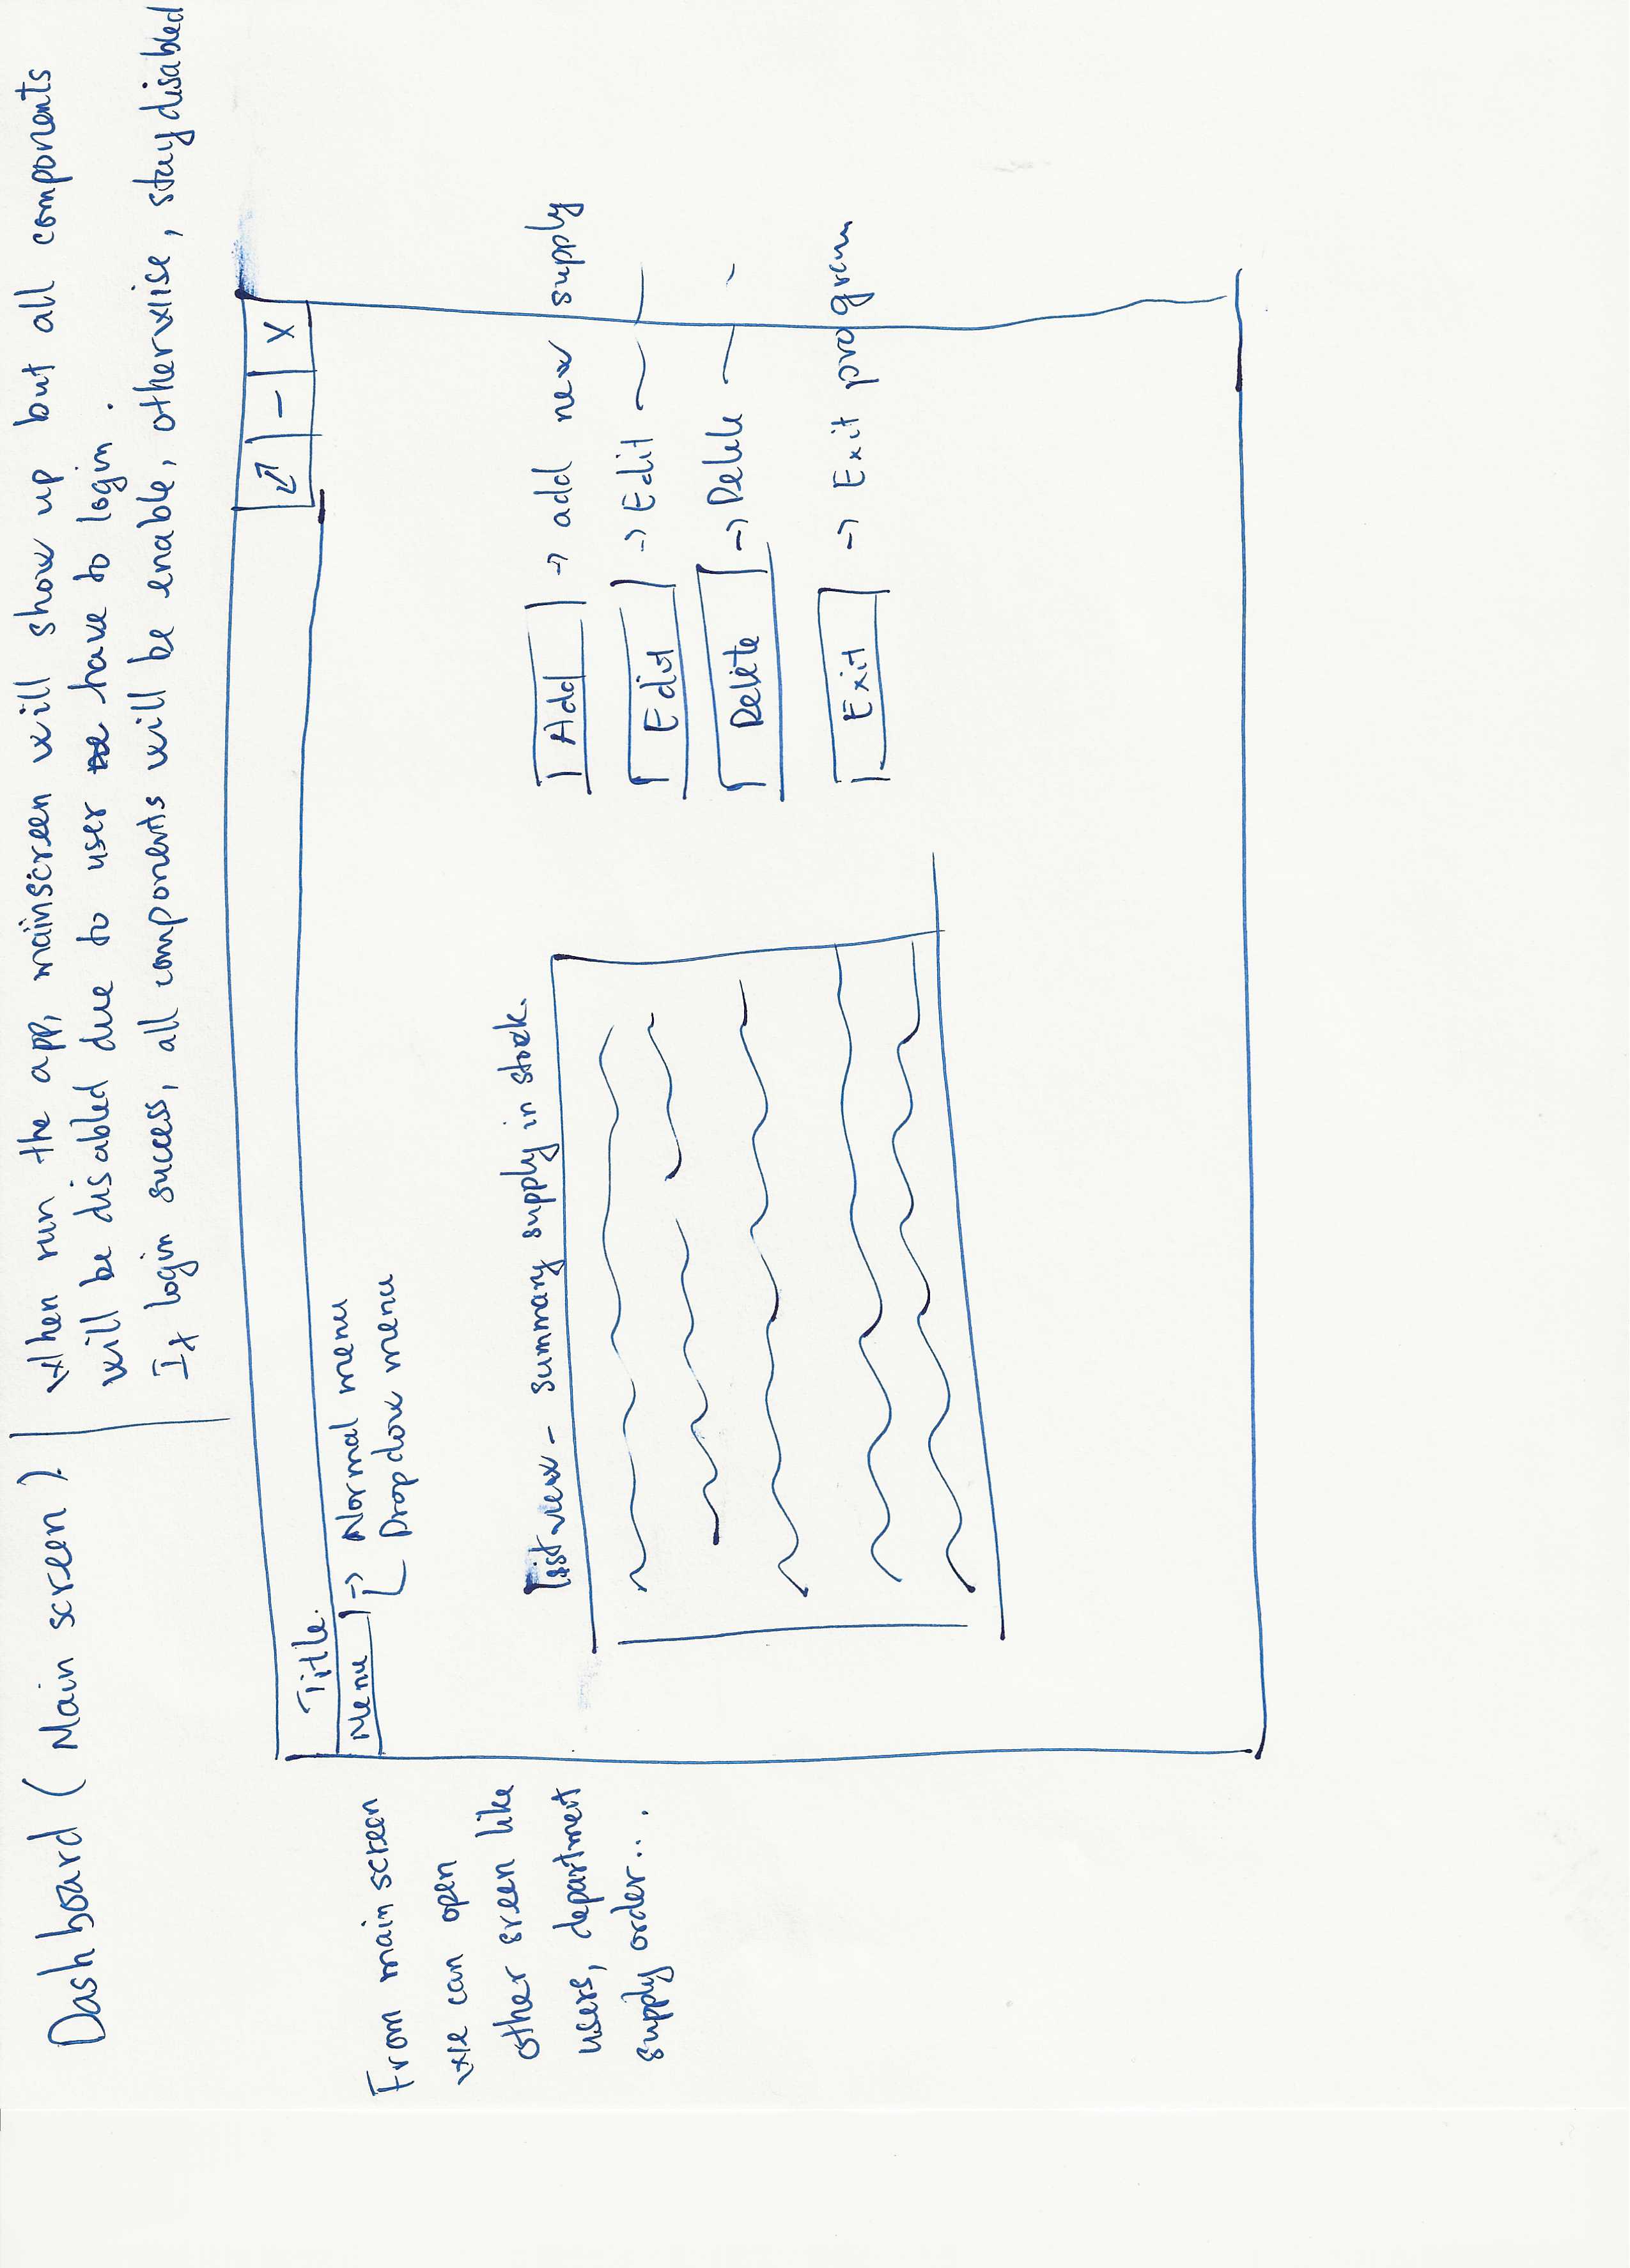 Dashboard (Main screen)
When run the app, mainscreen will show up but all components
will be disabled due to user have to login.
If login success, all components will be enable, otherwise, stay disabled
Title.
Menu → Normal menu
Dropdow menu
From main screen
we can open
other sreen like
users, department
supply order...
list view - summary supply in stock.
Add → add new supply
Edit → Edit
Delete → Delete
Exit → Exit program
X